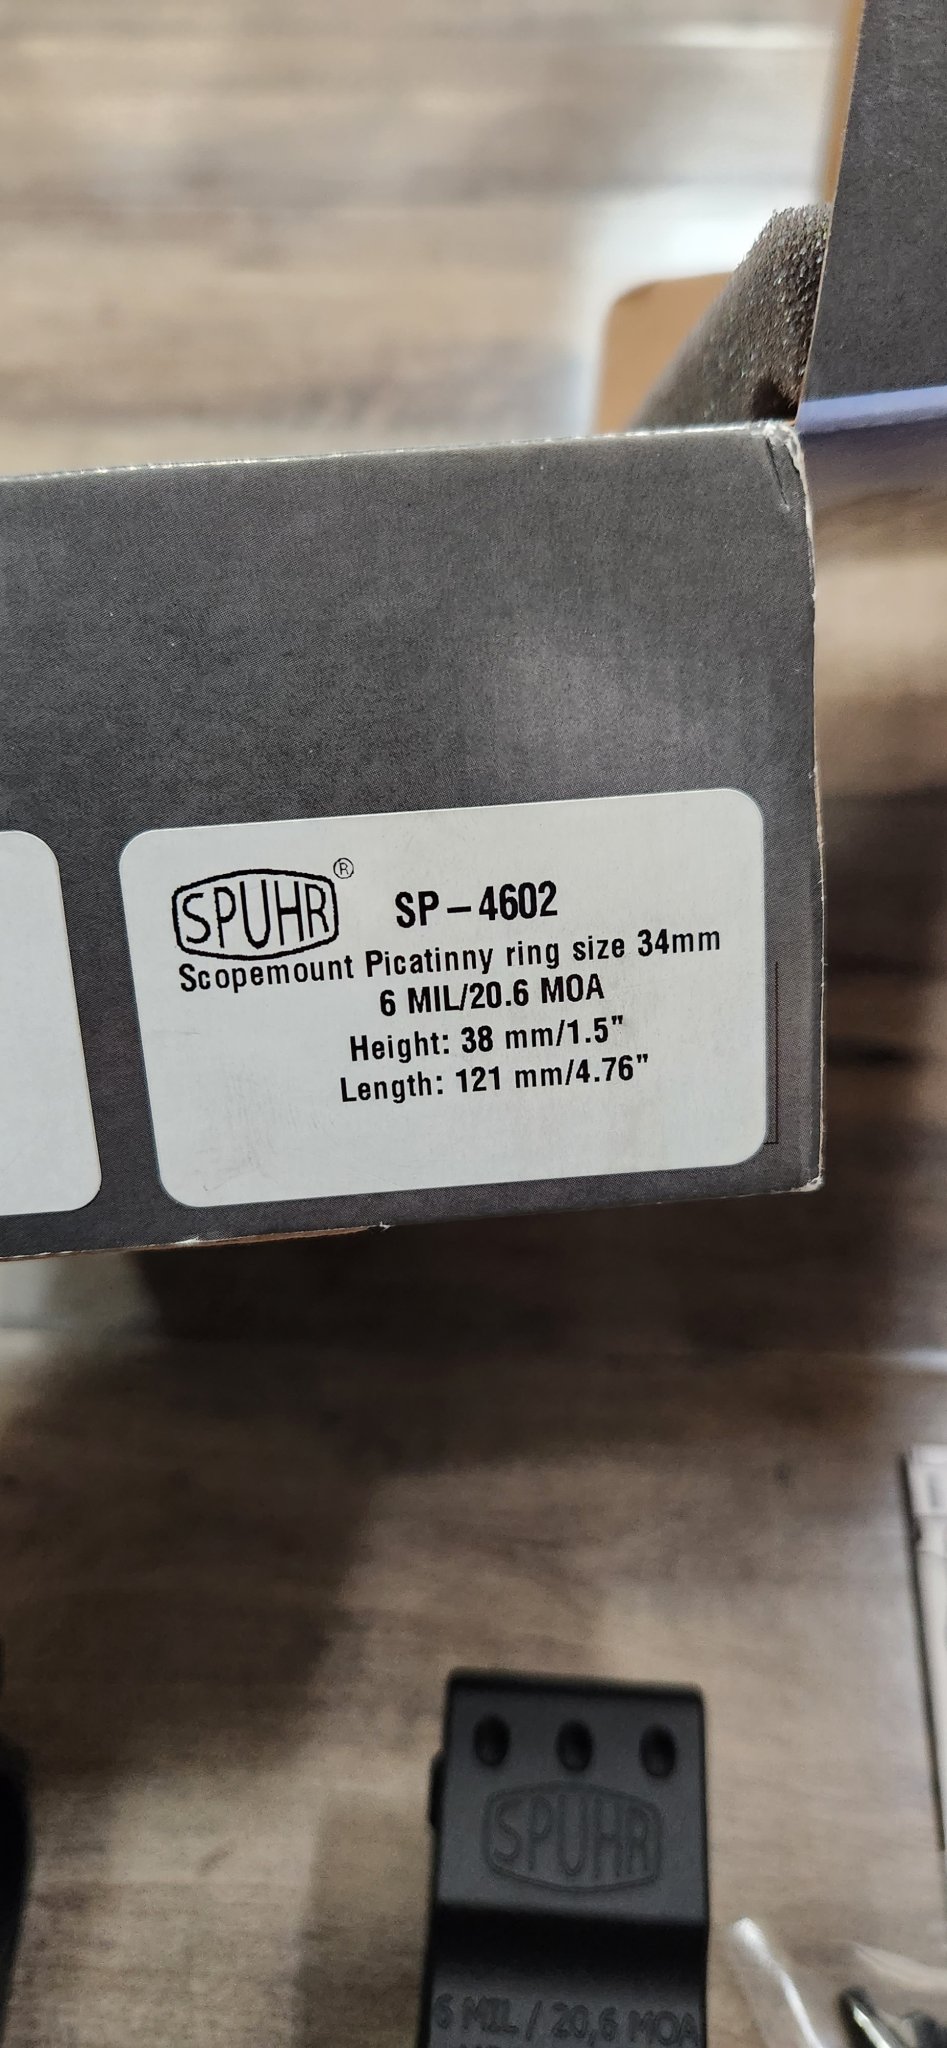 SPUHR® SP-4602
Scopemount Picatinny ring size 34mm
6 MIL/20.6 MOA
Height: 38 mm/1.5"
Length: 121 mm/4.76"
SPUHR
6 MIL / 20,6 MOA